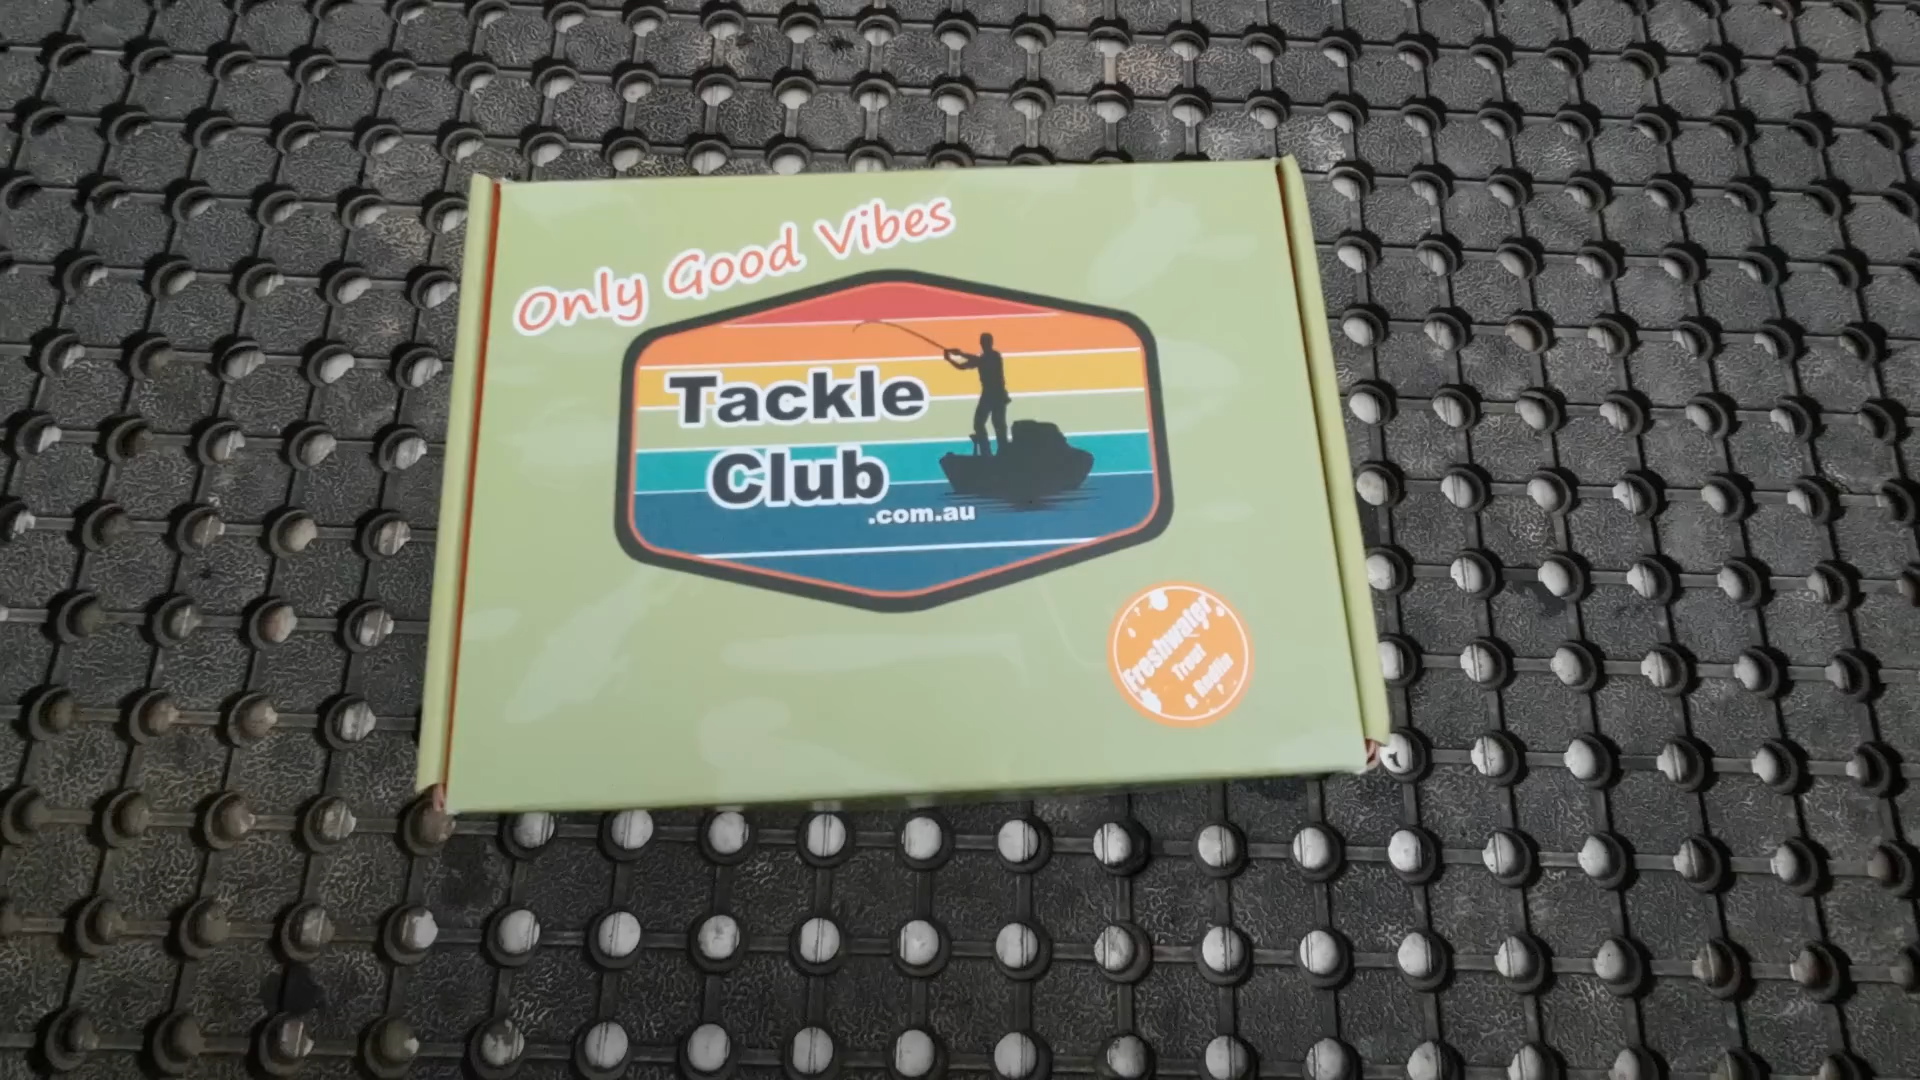 Only Good Vibes
Tackle
Club
.com.au
Freshwater
Trout
& Redfin